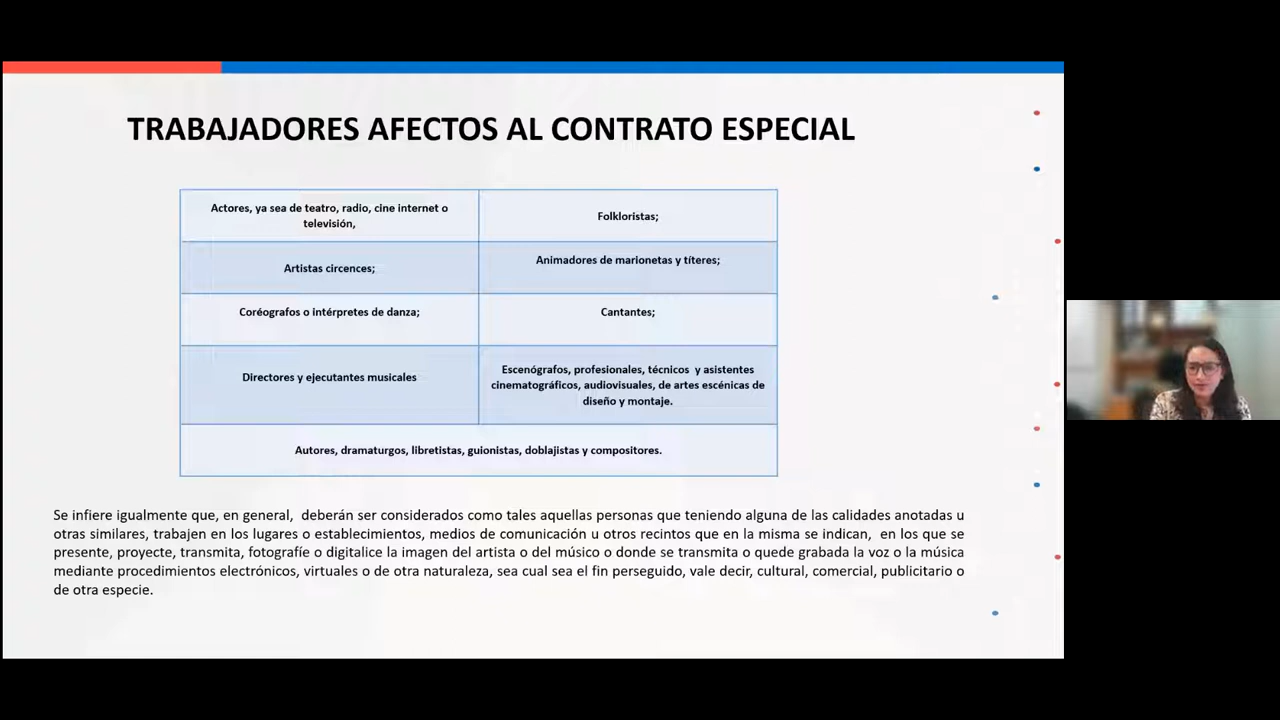 TRABAJADORES AFECTOS AL CONTRATO ESPECIAL
Actores, ya sea de teatro, radio, cine internet o
televisión,
Folkloristas;
Artistas circences;
Animadores de marionetas y títeres;
Coréografos o intérpretes de danza;
Cantantes;
Directores y ejecutantes musicales
Escenógrafos, profesionales, técnicos y asistentes
cinematográficos, audiovisuales, de artes escénicas de
diseño y montaje.
Autores, dramaturgos, libretistas, guionistas, doblajistas y compositores.
Se infiere igualmente que, en general, deberán ser considerados como tales aquellas personas que teniendo alguna de las calidades anotadas u
otras similares, trabajen en los lugares o establecimientos, medios de comunicación u otros recintos que en la misma se indican, en los que se
presente, proyecte, transmita, fotografíe o digitalice la imagen del artista o del músico o donde se transmita o quede grabada la voz o la música
mediante procedimientos electrónicos, virtuales o de otra naturaleza, sea cual sea el fin perseguido, vale decir, cultural, comercial, publicitario o
de otra especie.